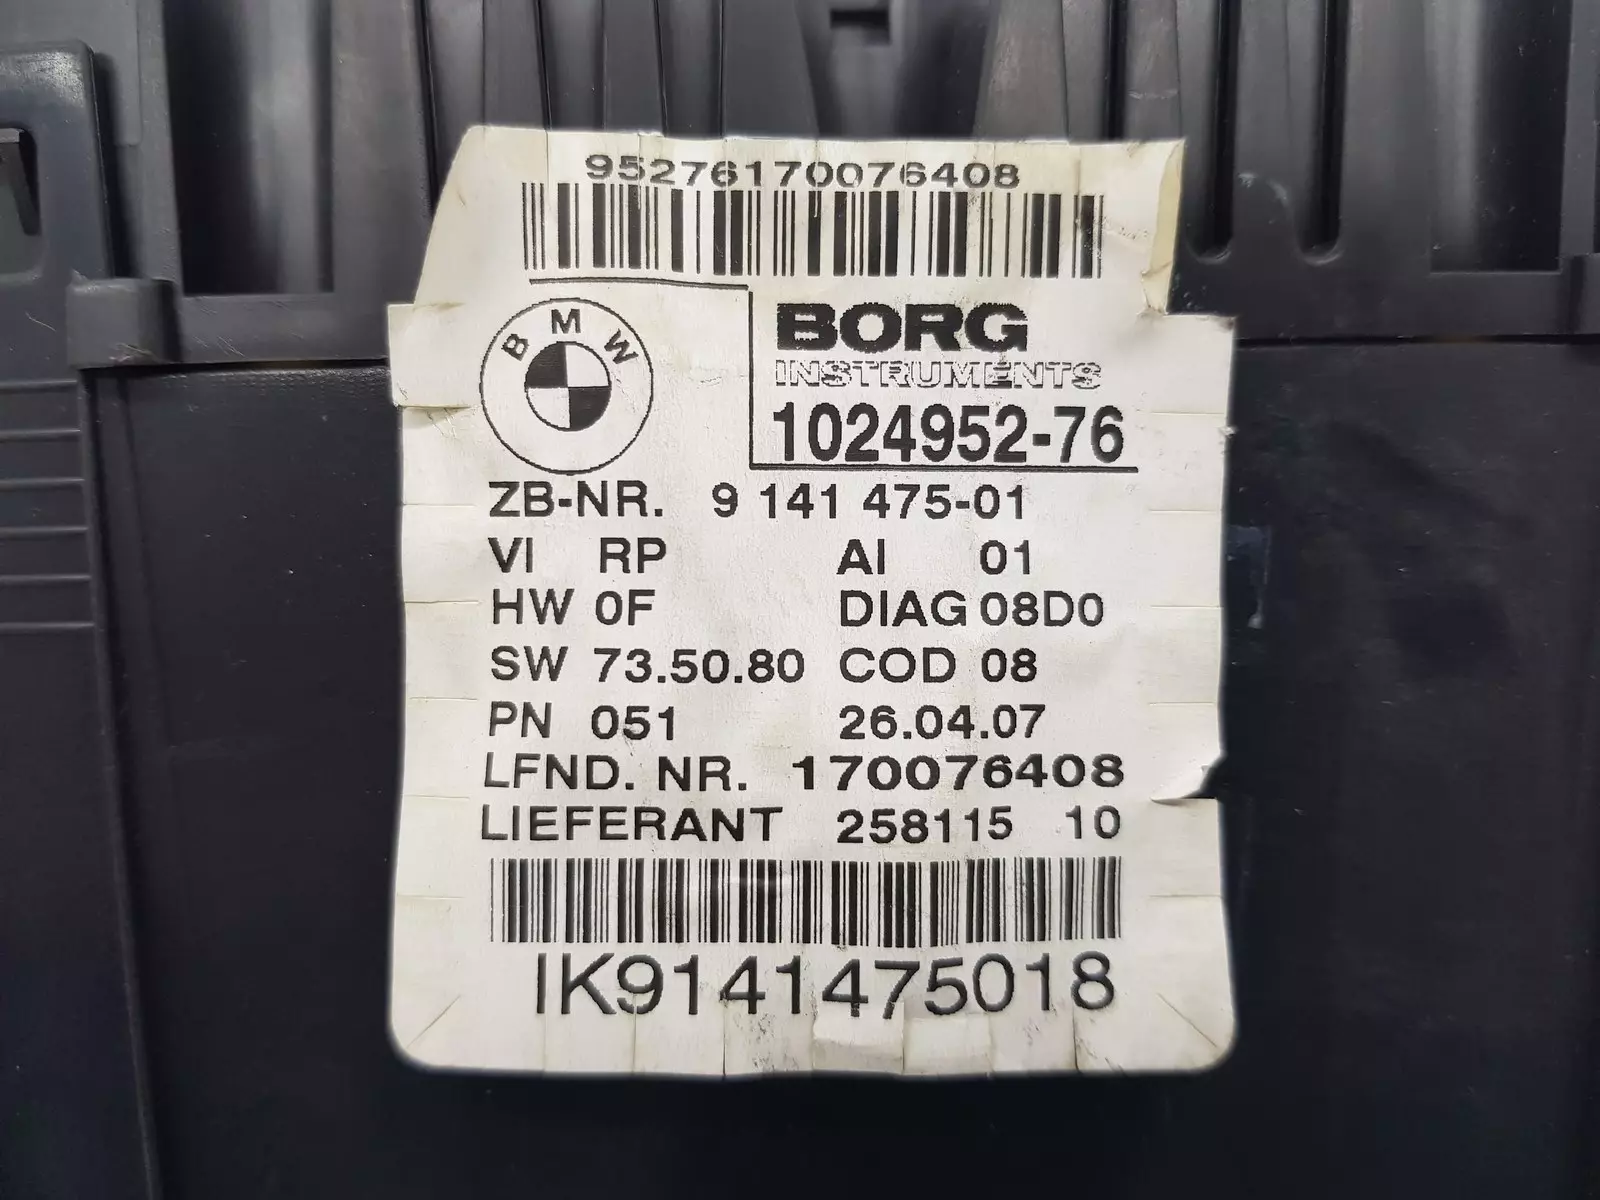 95276170076408
BMW
BORG
INSTRUMENTS
1024952-76
ZB-NR. 9 141 475-01
VI RP AI 01
HW 0F DIAG 08D0
SW 73.50.80 COD 08
PN 051 26.04.07
LFND. NR. 170076408
LIEFERANT 258115 10
IK9141475018